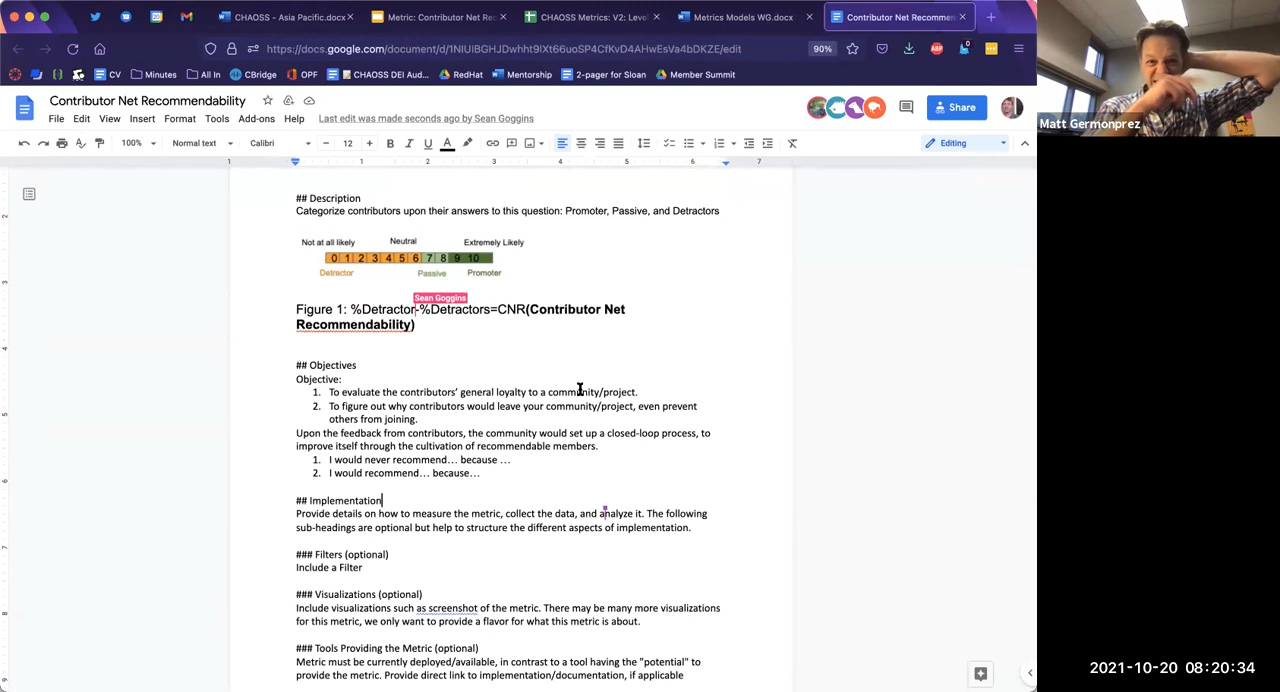 CHAOSS - Asia Pacific.docx
Metric: Contributor Net Rec
CHAOSS Metrics: V2: Level
Metrics Models WG.docx
Contributor Net Recommen
https://docs.google.com/document/d/1NlUlBGHJDwhht9lXt66uoSP4CfKvD4AHwEsVa4bDKZE/edit
90%
CV
Minutes
All In
CBridge
OPF
CHAOSS DEI Aud...
RedHat
Mentorship
2-pager for Sloan
Member Summit
Contributor Net Recommendability
File Edit View Insert Format Tools Add-ons Help Last edit was made seconds ago by Sean Goggins
Share
100% Normal text Calibri 12 Editing
1 1 2 3 4 5 6 7
## Description
Categorize contributors upon their answers to this question: Promoter, Passive, and Detractors
Not at all likely Neutral Extremely Likely
0 1 2 3 4 5 6 7 8 9 10
Detractor Passive Promoter
Sean Goggins
Figure 1: %Detractor-%Detractors=CNR(Contributor Net
Recommendability)
## Objectives
Objective:
1. To evaluate the contributors' general loyalty to a community/project.
2. To figure out why contributors would leave your community/project, even prevent
others from joining.
Upon the feedback from contributors, the community would set up a closed-loop process, to
improve itself through the cultivation of recommendable members.
1. I would never recommend... because ...
2. I would recommend... because...
## Implementation
Provide details on how to measure the metric, collect the data, and analyze it. The following
sub-headings are optional but help to structure the different aspects of implementation.
### Filters (optional)
Include a Filter
### Visualizations (optional)
Include visualizations such as screenshot of the metric. There may be many more visualizations
for this metric, we only want to provide a flavor for what this metric is about.
### Tools Providing the Metric (optional)
Metric must be currently deployed/available, in contrast to a tool having the "potential" to
provide the metric. Provide direct link to implementation/documentation, if applicable
Matt Germonprez
2021-10-20 08:20:34